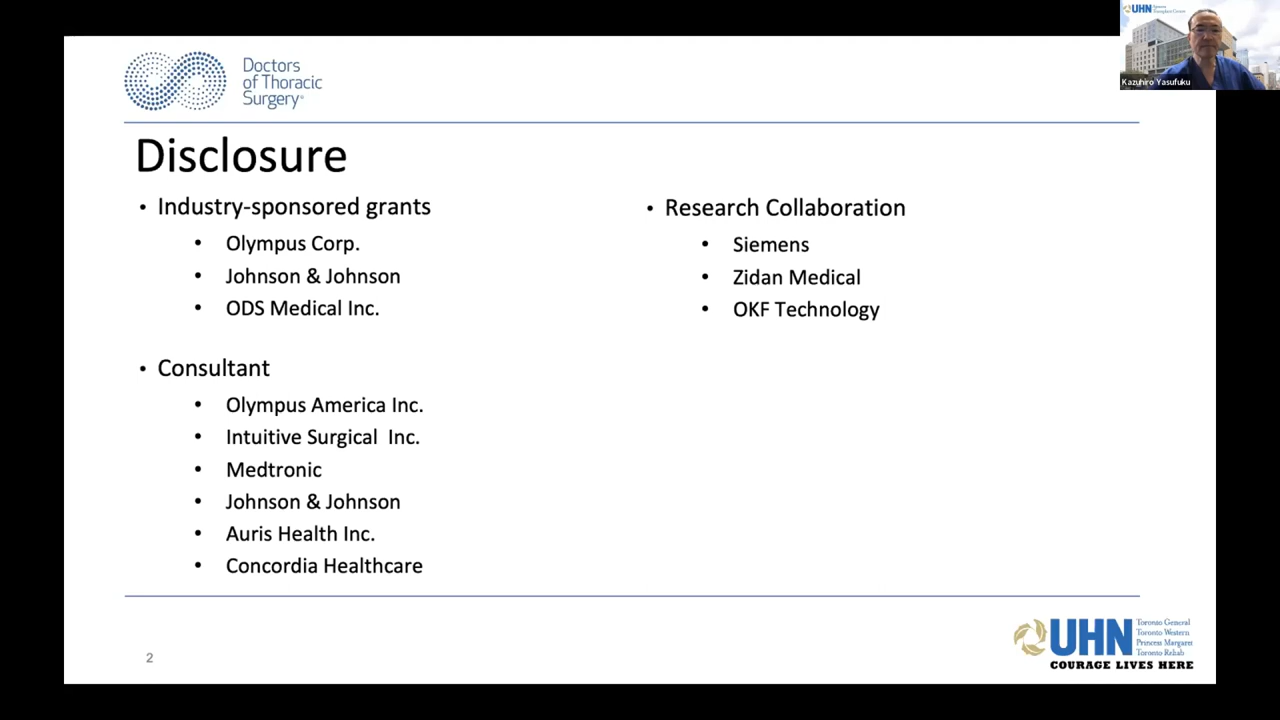 UHN
Kazuhiro Yasufuku
Doctors
of Thoracic
Surgery®
Disclosure
• Industry-sponsored grants
• Olympus Corp.
• Johnson & Johnson
• ODS Medical Inc.
• Consultant
• Olympus America Inc.
• Intuitive Surgical Inc.
• Medtronic
• Johnson & Johnson
• Auris Health Inc.
• Concordia Healthcare
• Research Collaboration
• Siemens
• Zidan Medical
• OKF Technology
2
UHN
Toronto General
Toronto Western
Princess Margaret
Toronto Rehab
COURAGE LIVES HERE